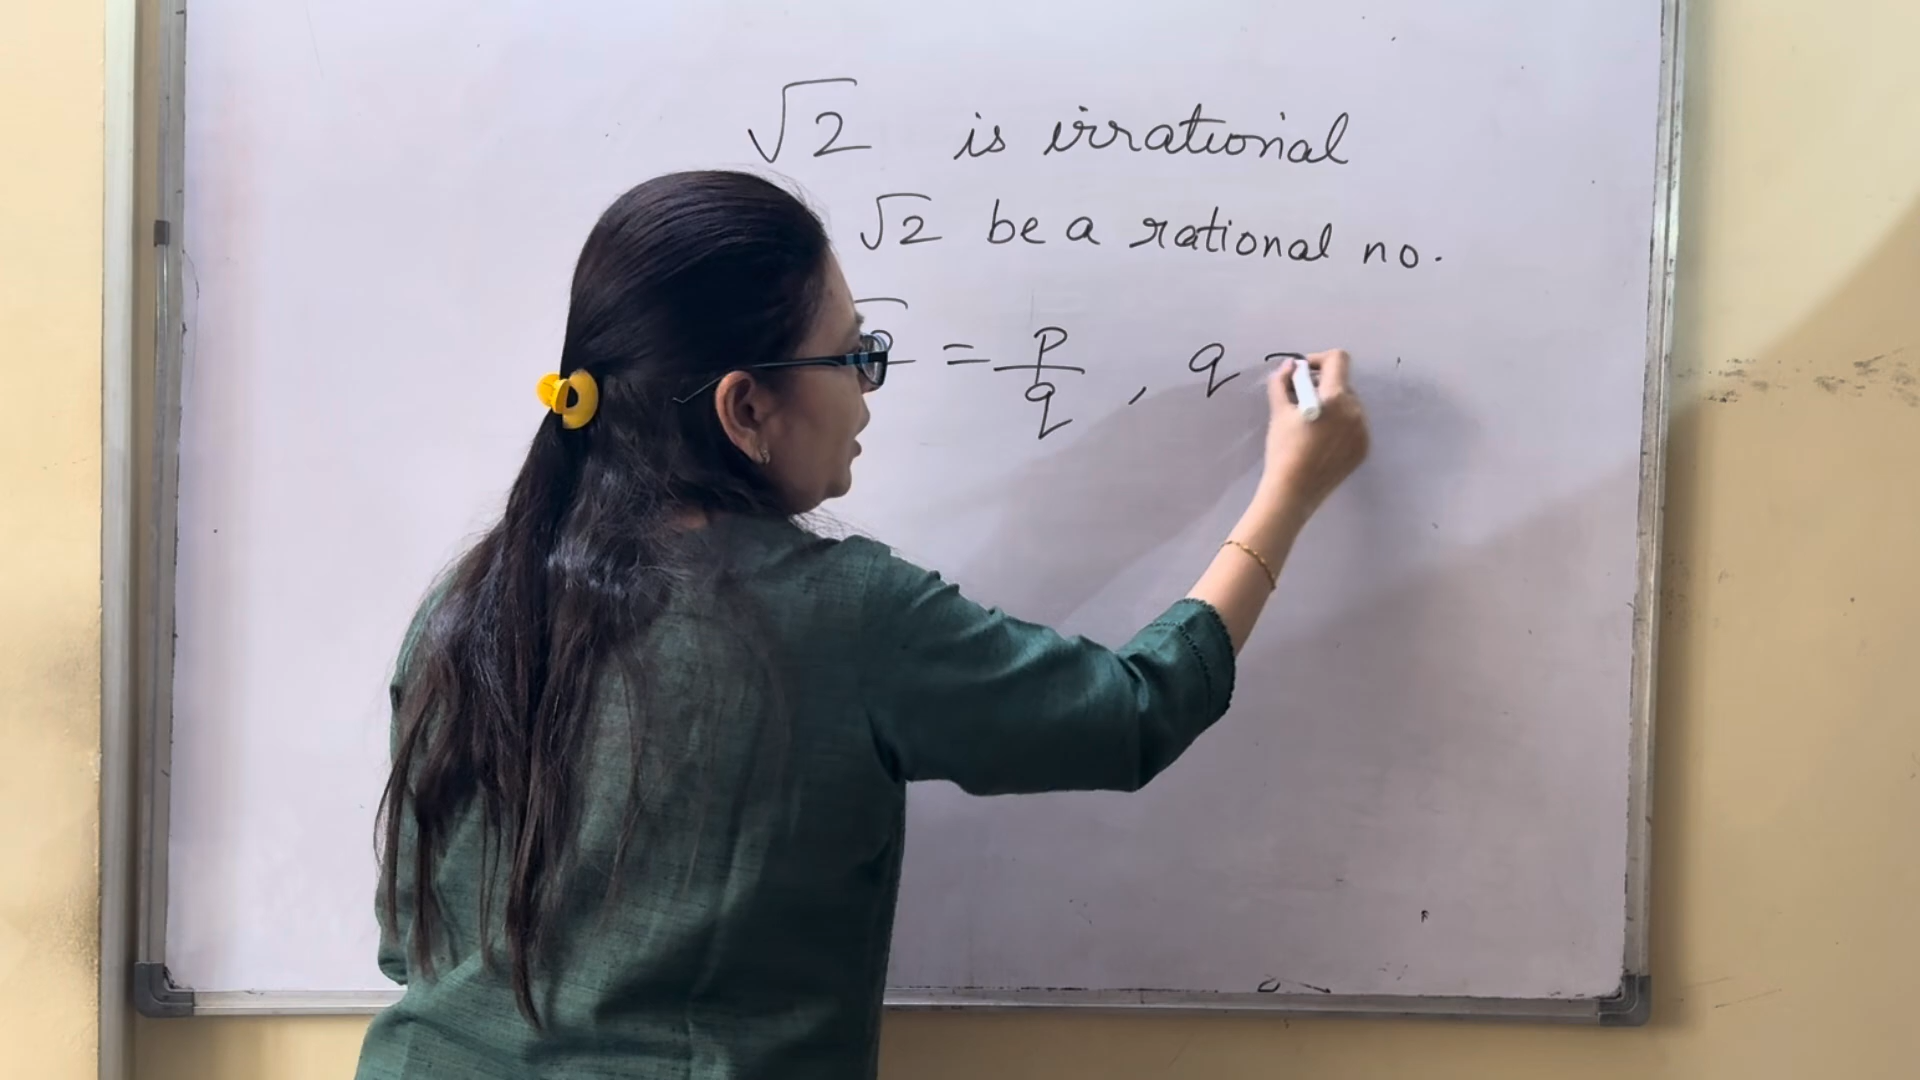 √2 is irrational
√2 be a rational no.
= p/q , q